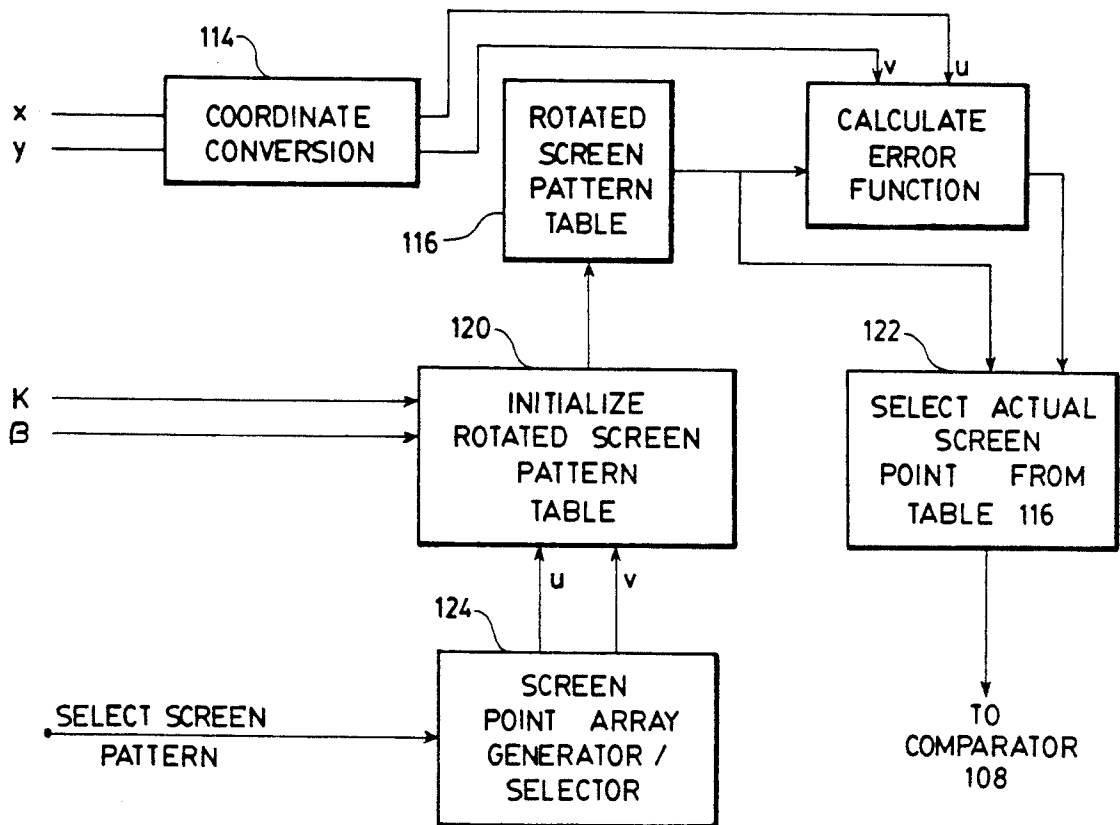 114
x
y
COORDINATE
CONVERSION
ROTATED
SCREEN
PATTERN
TABLE
116
v
u
CALCULATE
ERROR
FUNCTION
120
K
β
INITIALIZE
ROTATED SCREEN
PATTERN
TABLE
122
SELECT ACTUAL
SCREEN
POINT FROM
TABLE 116
u
v
124
SELECT SCREEN
PATTERN
SCREEN
POINT ARRAY
GENERATOR /
SELECTOR
TO
COMPARATOR
108